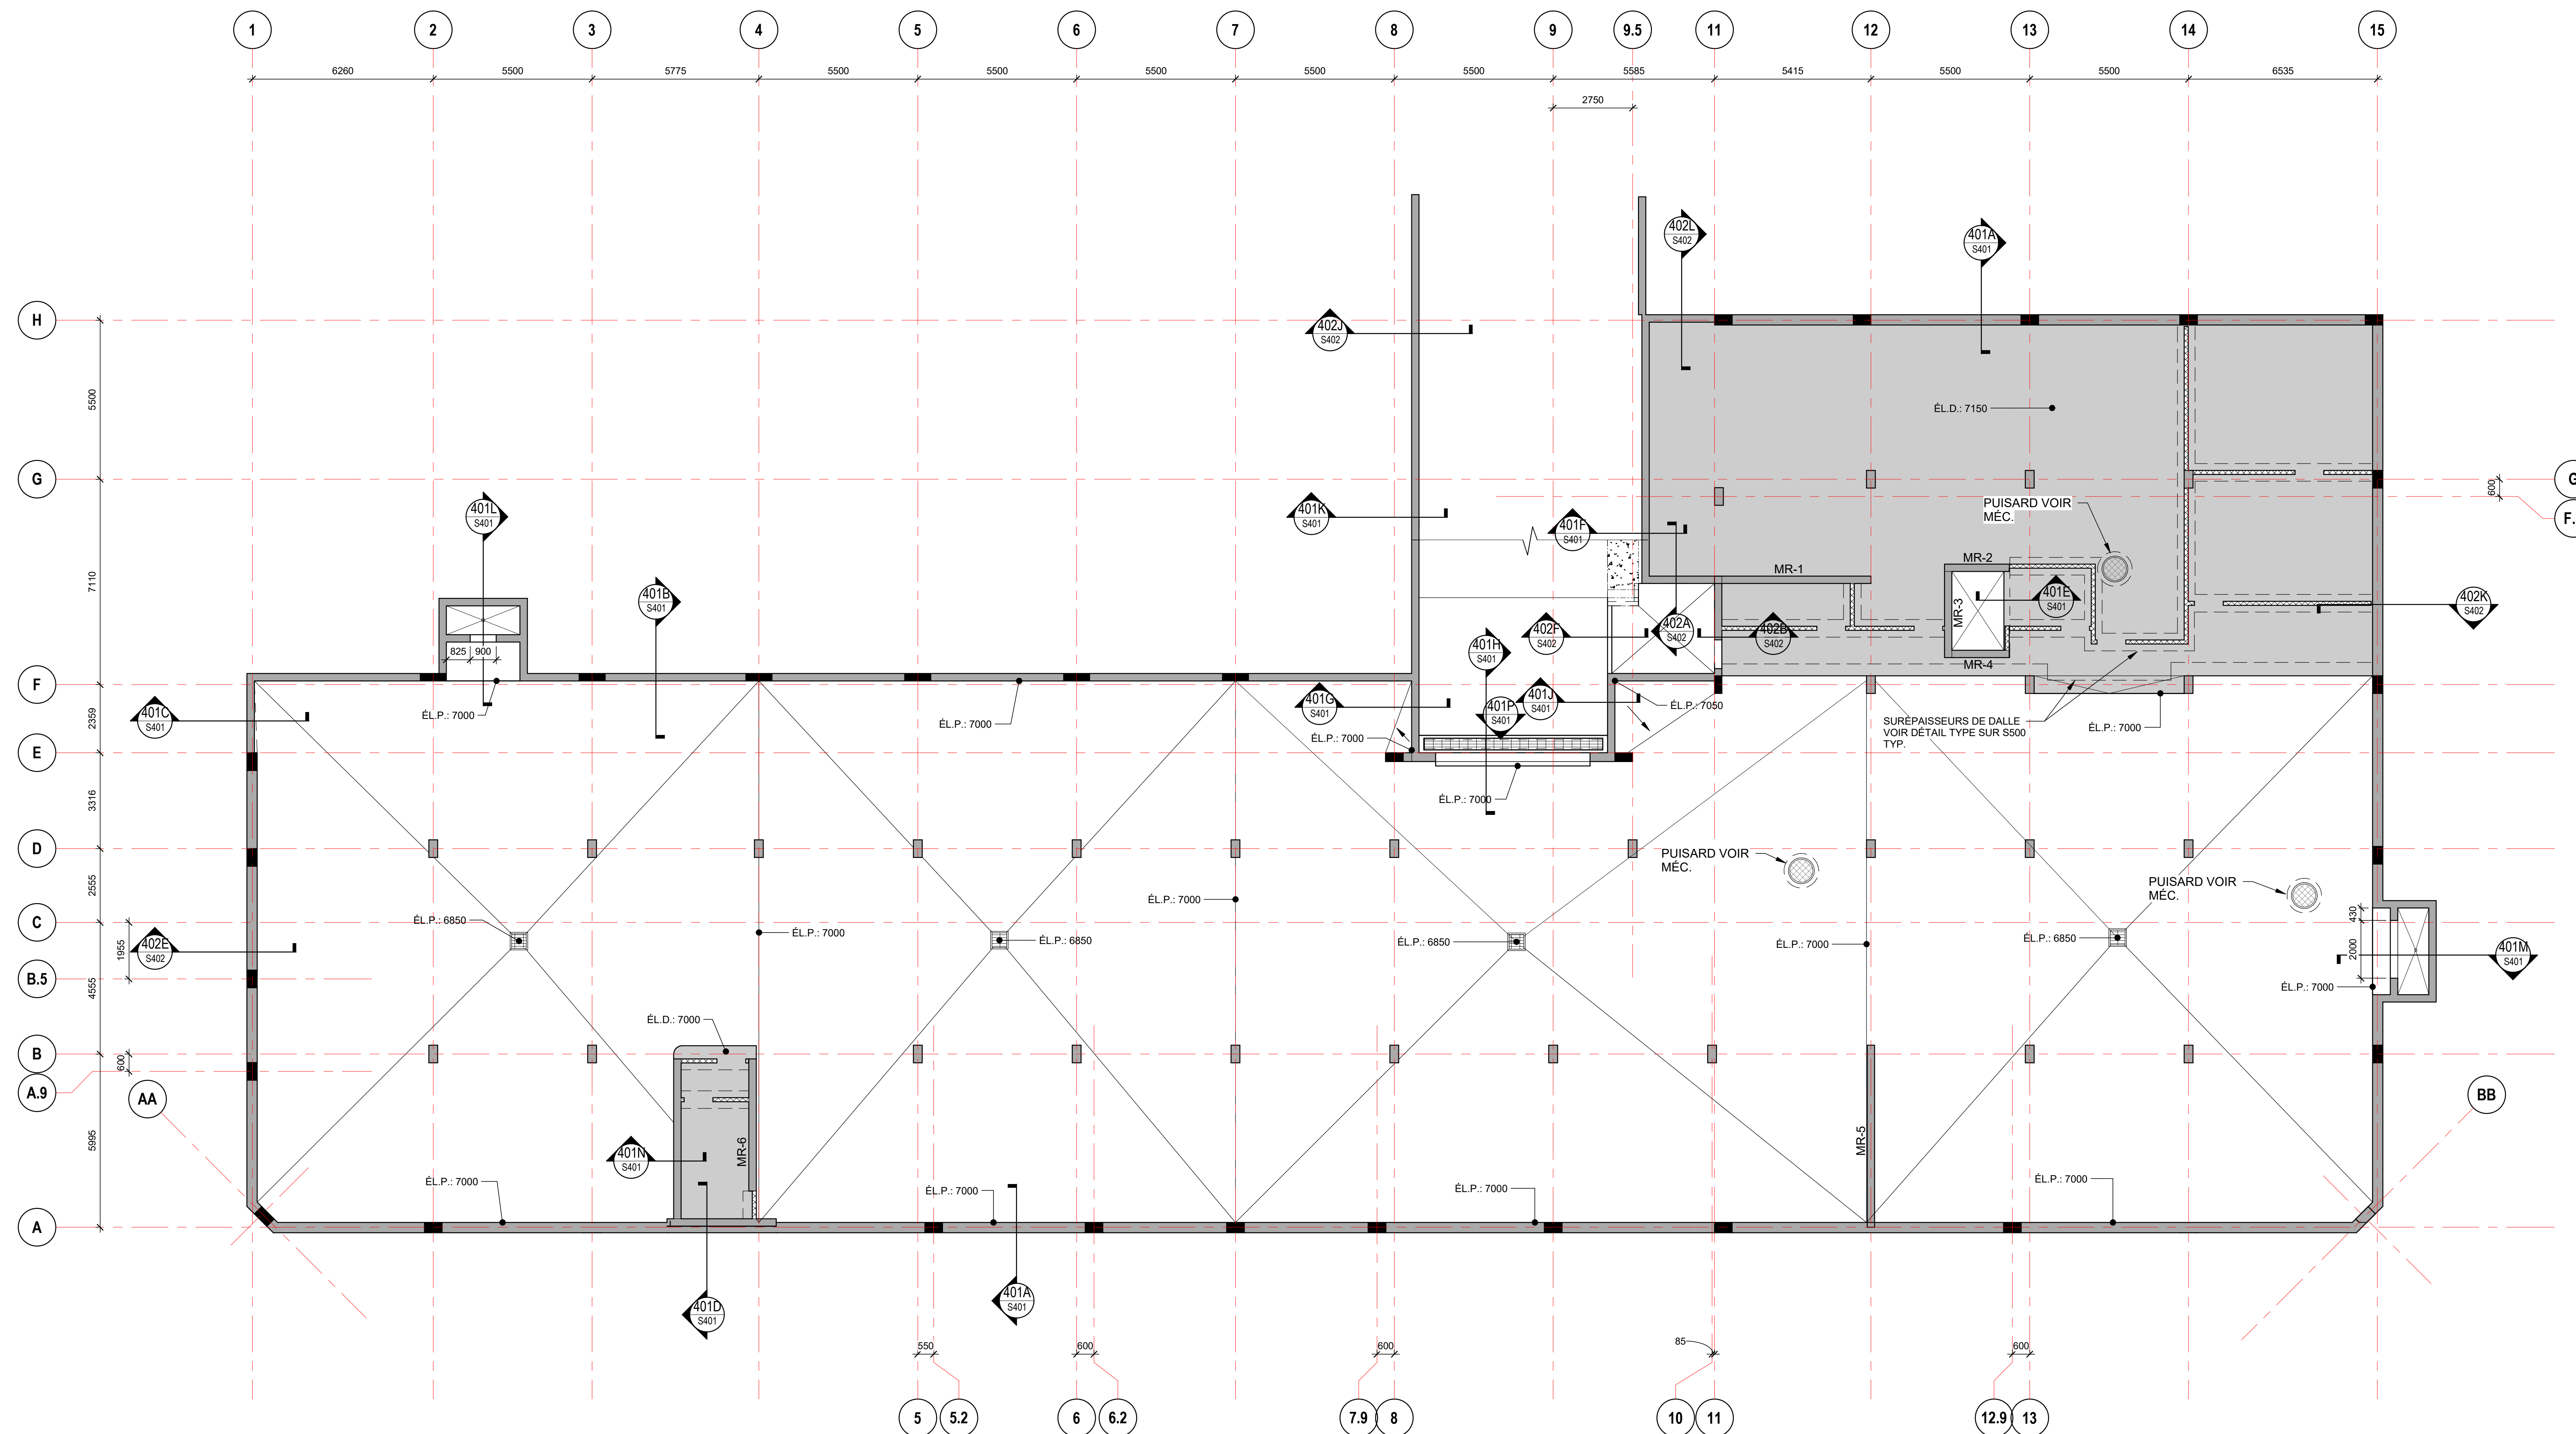 1 2 3 4 5 6 7 8 9 9.5 11 12 13 14 15
6260 5500 5775 5500 5500 5500 5500 5500 5585 5415 5500 5500 6535
2750
402L
S402
401A
S401
H
402J
S402
5500
ÉL.D.: 7150
G
G
600
F.
401L
S401
401K
S401
401F
S401
PUISARD VOIR
MÉC.
7110
401B
S401
MR-1
MR-2
MR-3
401E
S401
402K
S402
825 900
401H
S401
402F
S402
402A
S402
402B
S402
MR-4
F
401C
S401
ÉL.P.: 7000
ÉL.P.: 7000
401G
S401
401P
S401
401J
S401
ÉL.P.: 7050
2359
SURÉPAISSEURS DE DALLE
VOIR DÉTAIL TYPE SUR S500
TYP.
ÉL.P.: 7000
ÉL.P.: 7000
E
3316
ÉL.P.: 7000
D
PUISARD VOIR
MÉC.
PUISARD VOIR
MÉC.
2555
ÉL.P.: 7000
C
ÉL.P.: 6850
ÉL.P.: 7000
ÉL.P.: 6850
ÉL.P.: 6850
ÉL.P.: 7000
ÉL.P.: 6850
430
2000
402E
S402
1955
401M
S401
B.5
4555
ÉL.P.: 7000
ÉL.D.: 7000
B
600
A.9
AA
BB
5995
401N
S401
MR-6
MR-5
ÉL.P.: 7000
ÉL.P.: 7000
ÉL.P.: 7000
ÉL.P.: 7000
A
401D
S401
401A
S401
550 600 600 85 600
5 5.2 6 6.2 7.9 8 10 11 12.9 13